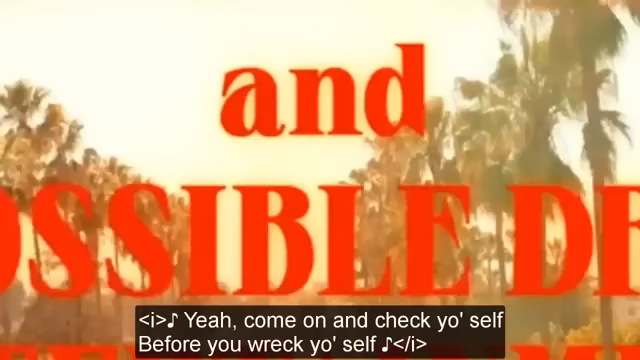 and
OSSIBLE DE
<i>♪ Yeah, come on and check yo' self
Before you wreck yo' self ♪</i>